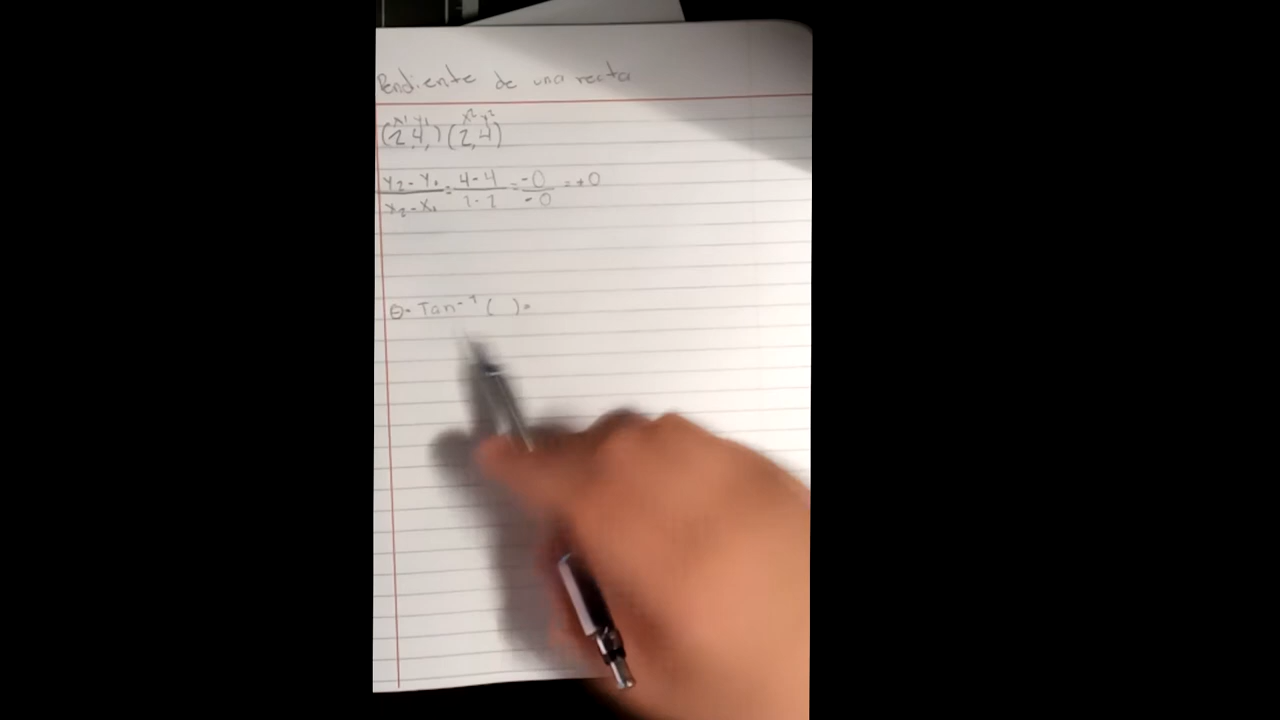 Pendiente de una recta
x1 y1 x2 y2
(2,4,) (2,4)
Y2 - Y1 = 4 - 4 = -0 = +0
X2 - X1 2 - 2 -0
θ = Tan⁻¹ ( ) =